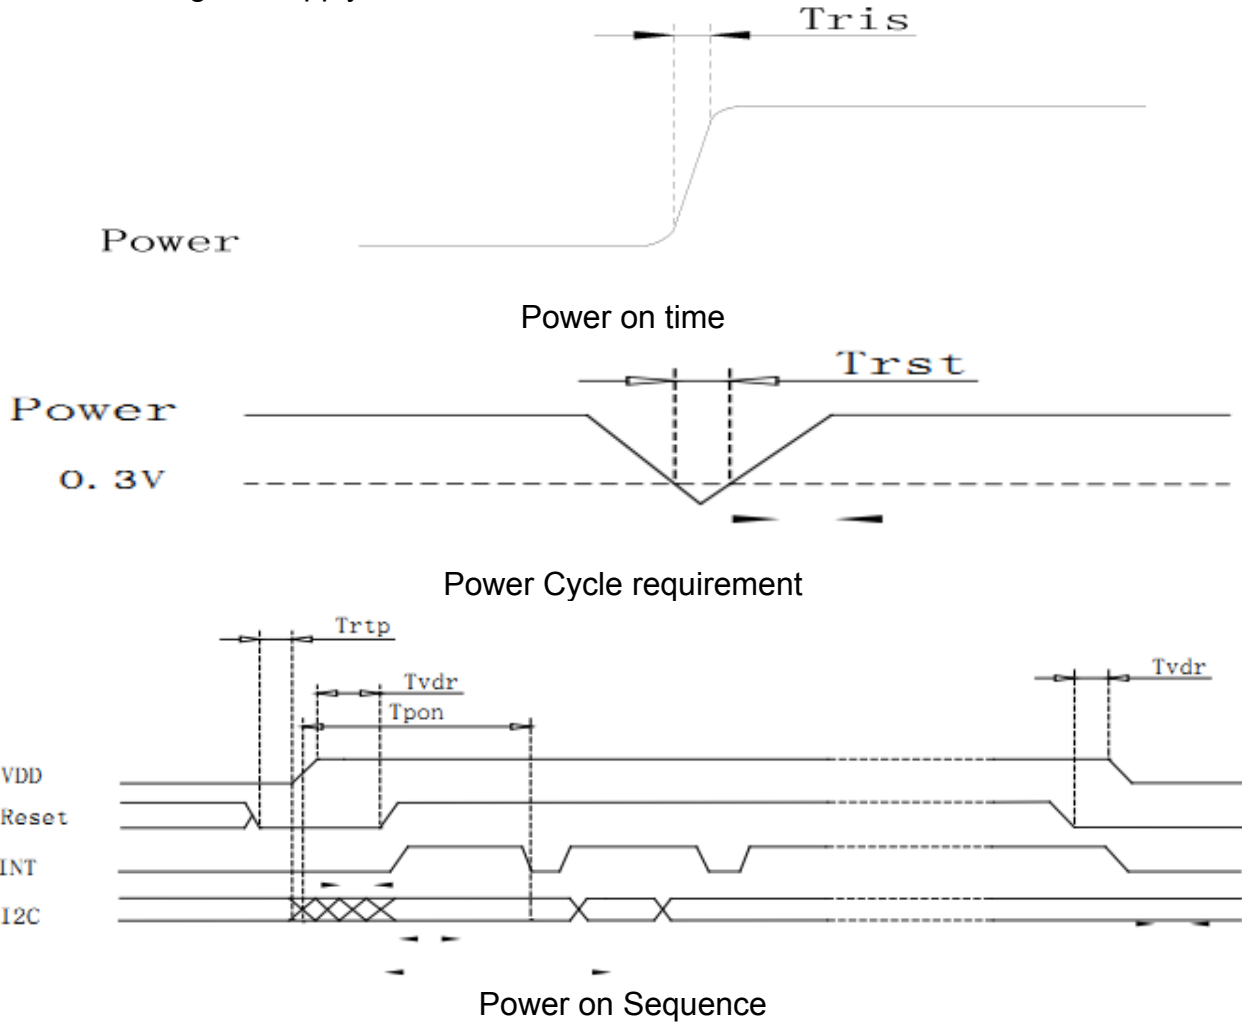 Tris
Power
Power on time
Trst
Power
0. 3V
Power Cycle requirement
Trtp
Tvdr
Tvdr
Tpon
VDD
Reset
INT
I2C
Power on Sequence